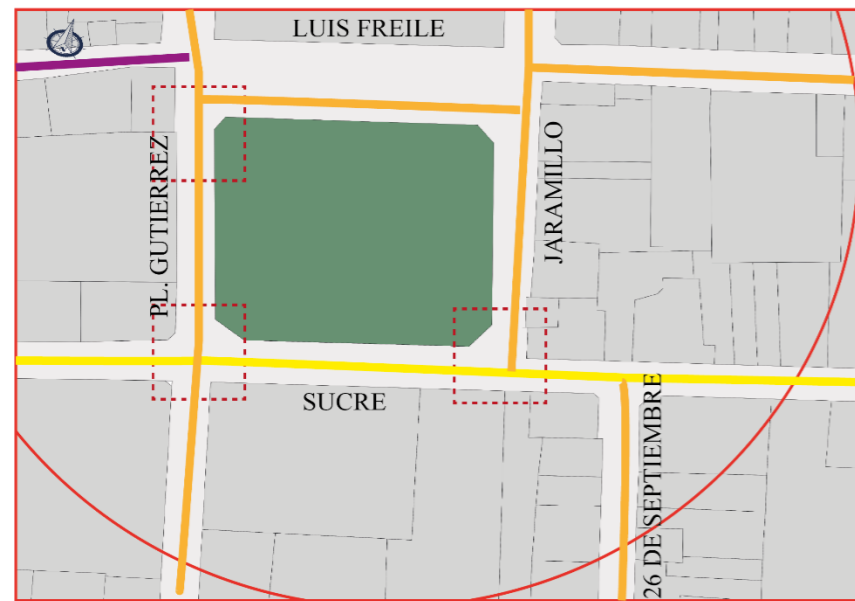 LUIS FREILE
PL. GUTIERREZ
JARAMILLO
SUCRE
26 DE SEPTIEMBRE